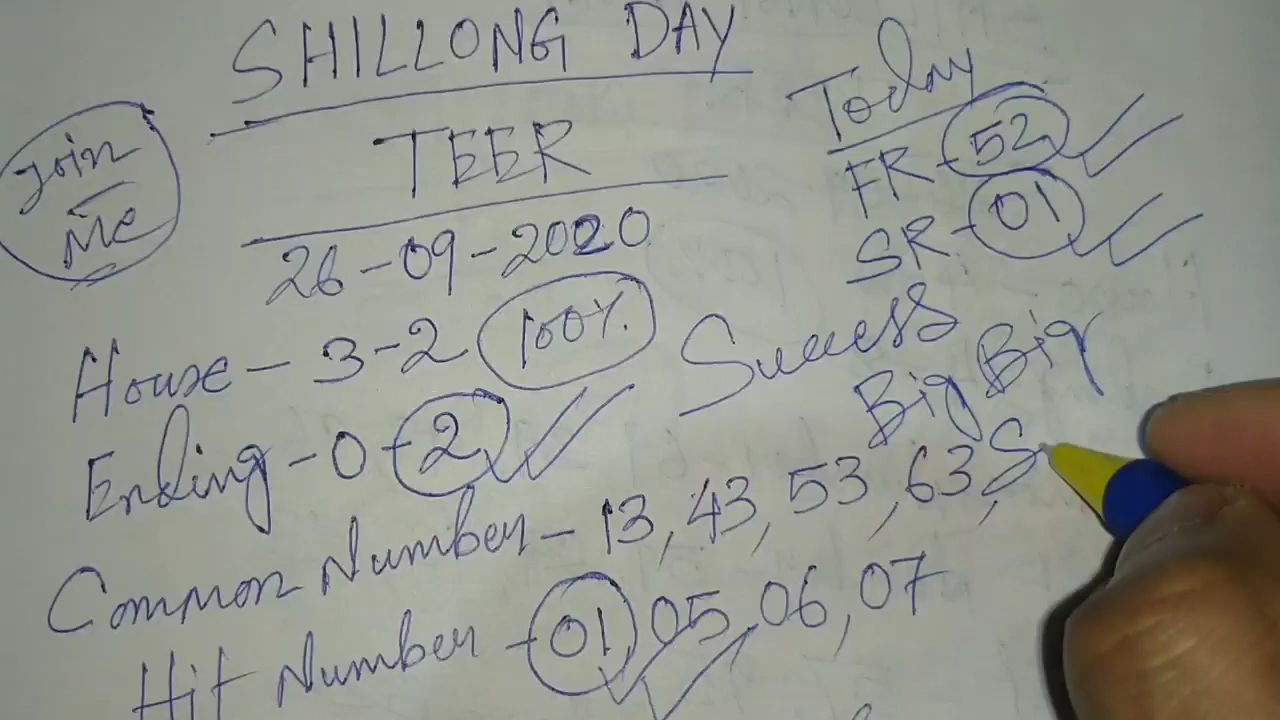 SHILLONG DAY
TEER
26-09-2020
Join
Me
Today
FR-52
SR-01
House-3-2 100%.
Success
Big Big
Ending-0-2
Common Number-13, 43, 53, 63, S
Hit Number-01, 05, 06, 07